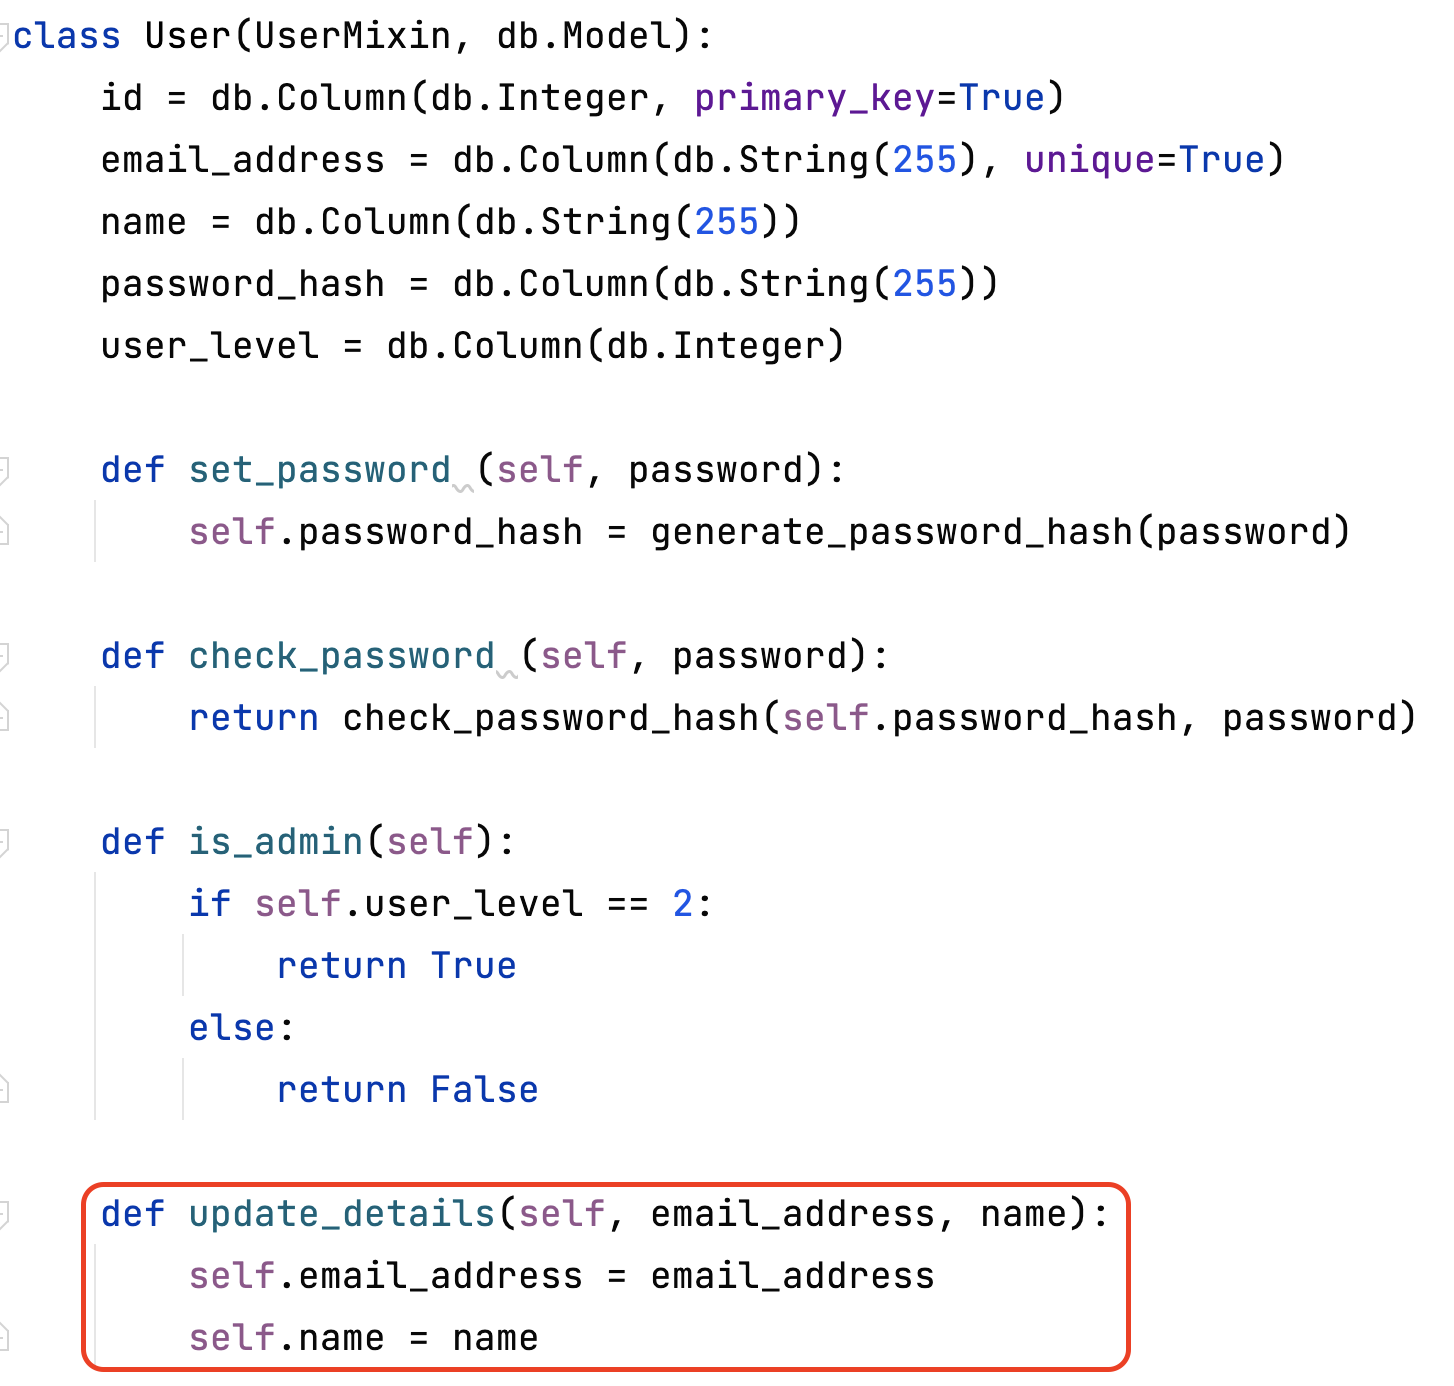 class User(UserMixin, db.Model):
    id = db.Column(db.Integer, primary_key=True)
    email_address = db.Column(db.String(255), unique=True)
    name = db.Column(db.String(255))
    password_hash = db.Column(db.String(255))
    user_level = db.Column(db.Integer)

    def set_password (self, password):
        self.password_hash = generate_password_hash(password)

    def check_password (self, password):
        return check_password_hash(self.password_hash, password)

    def is_admin(self):
        if self.user_level == 2:
            return True
        else:
            return False

    def update_details(self, email_address, name):
        self.email_address = email_address
        self.name = name